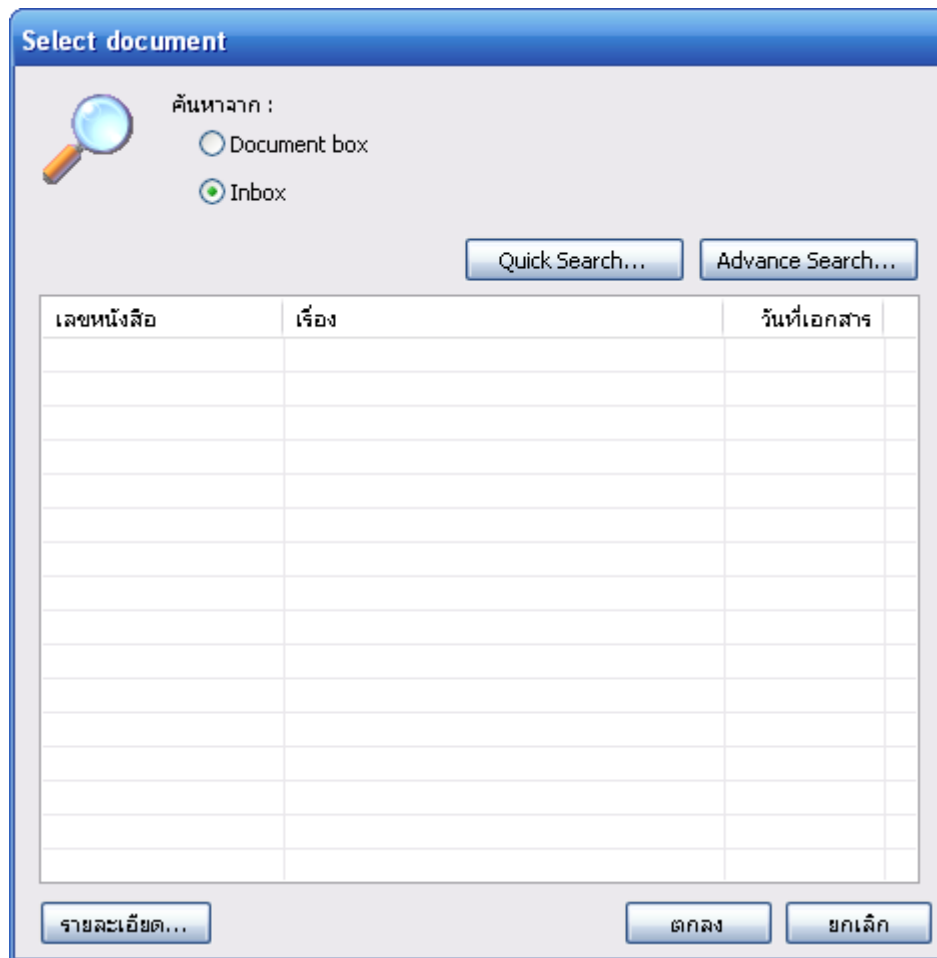 Select document
ค้นหาจาก :
Document box
Inbox
Quick Search... Advance Search...
เลขหนังสือ เรื่อง วันที่เอกสาร
รายละเอียด... ตกลง ยกเลิก